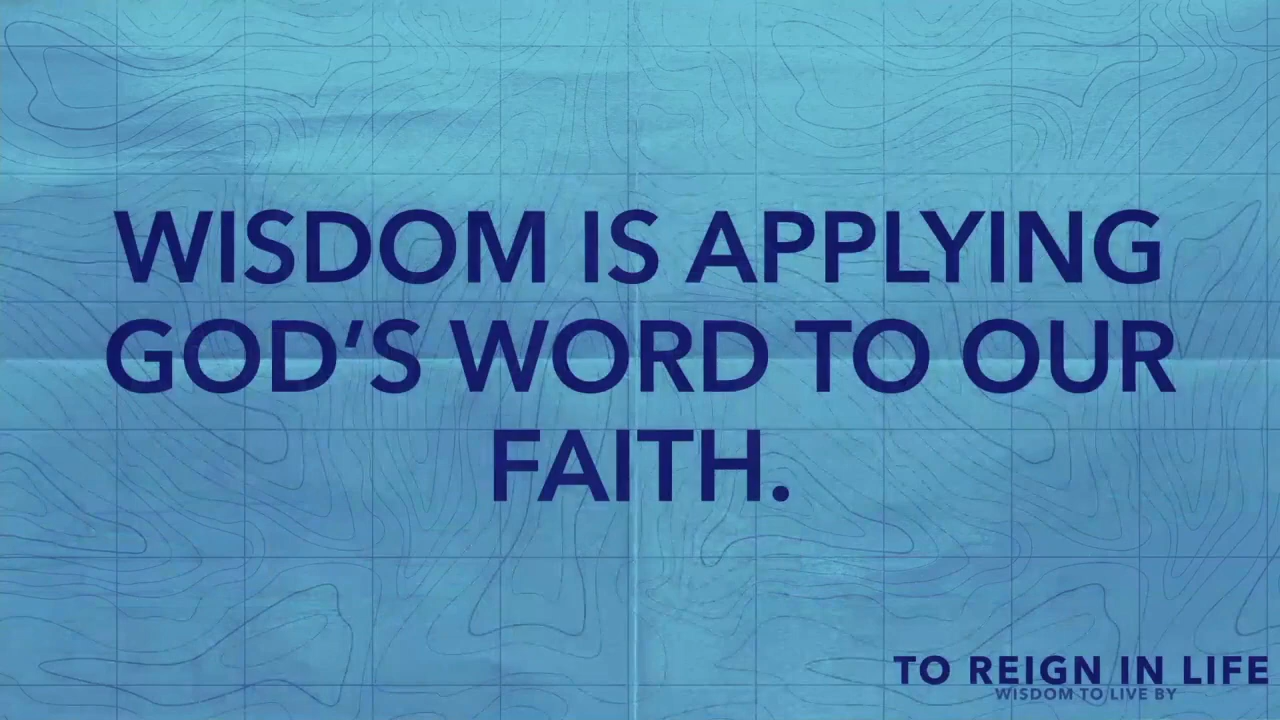 WISDOM IS APPLYING
GOD’S WORD TO OUR
FAITH.
TO REIGN IN LIFE
WISDOM TO LIVE BY